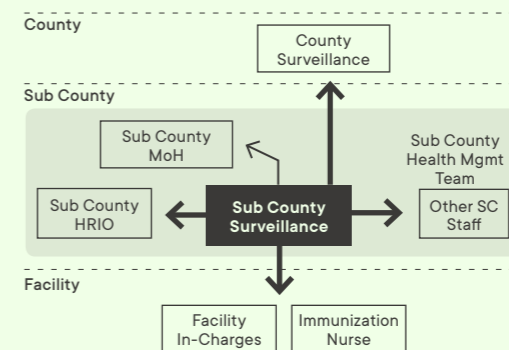 County
County
Surveillance
Sub County
Sub County
MoH
Sub County
Health Mgmt
Team
Sub County
HRIO
Sub County
Surveillance
Other SC
Staff
Facility
Facility
In-Charges
Immunization
Nurse